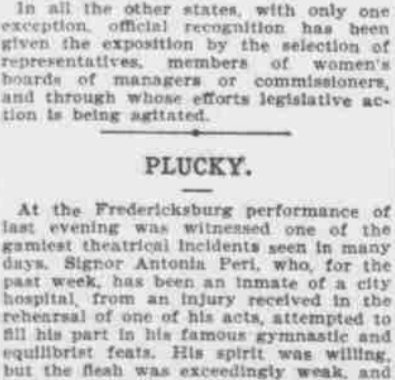 In all the other states, with only one
exception, official recognition has been
given the exposition by the selection of
representatives, members of women's
boards of managers or commissioners,
and through whose efforts legislative ac-
tion is being agitated.
PLUCKY.
At the Fredericksburg performance of
last evening was witnessed one of the
gamiest theatrical incidents seen in many
days. Signor Antonia Peri, who, for the
past week, has been an inmate of a city
hospital, from an injury received in the
rehearsal of one of his acts, attempted to
fill his part in his famous gymnastic and
equilibrist feats. His spirit was willing,
but the flesh was exceedingly weak, and